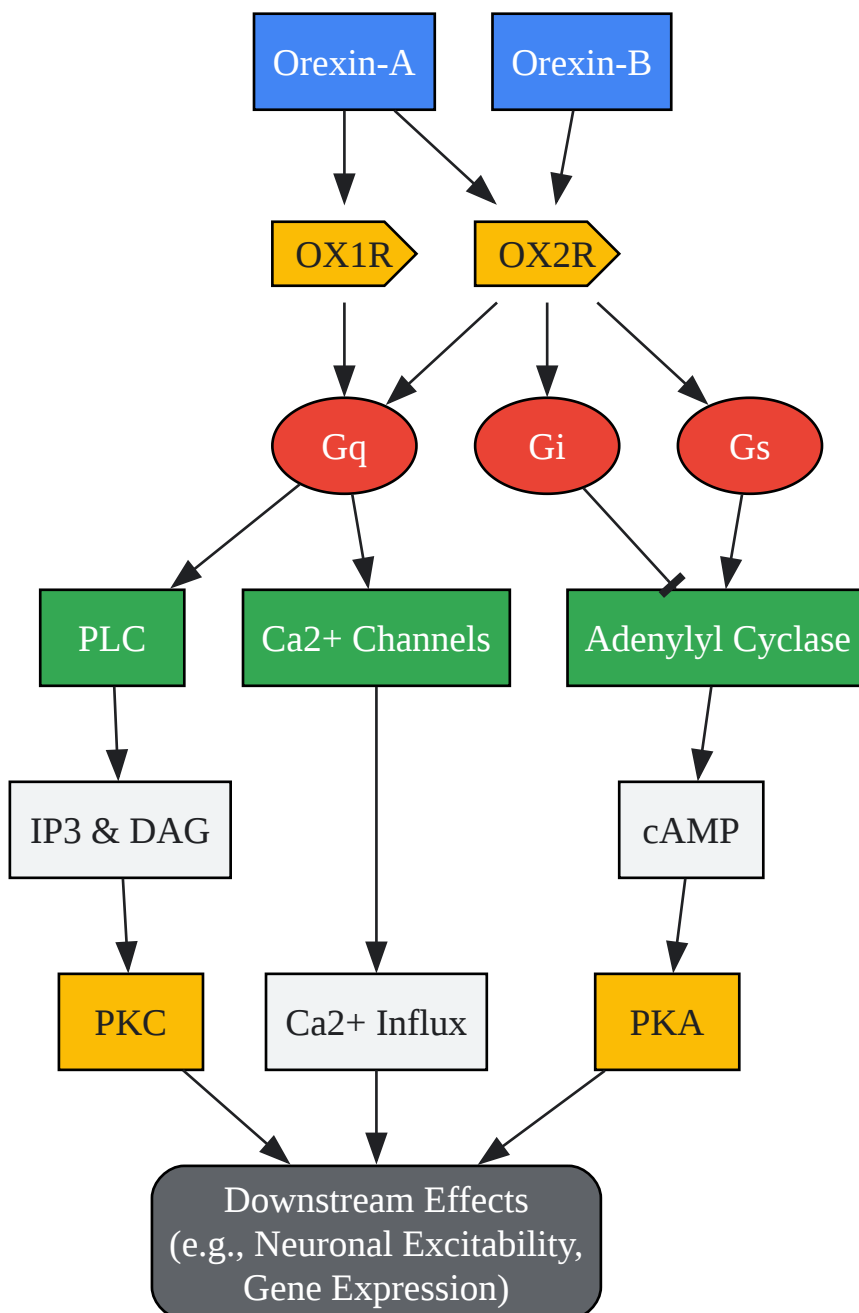 Orexin-A
Orexin-B
OX1R
OX2R
Gq
Gi
Gs
PLC
Ca2+ Channels
Adenylyl Cyclase
IP3 & DAG
cAMP
PKC
Ca2+ Influx
PKA
Downstream Effects
(e.g., Neuronal Excitability,
Gene Expression)